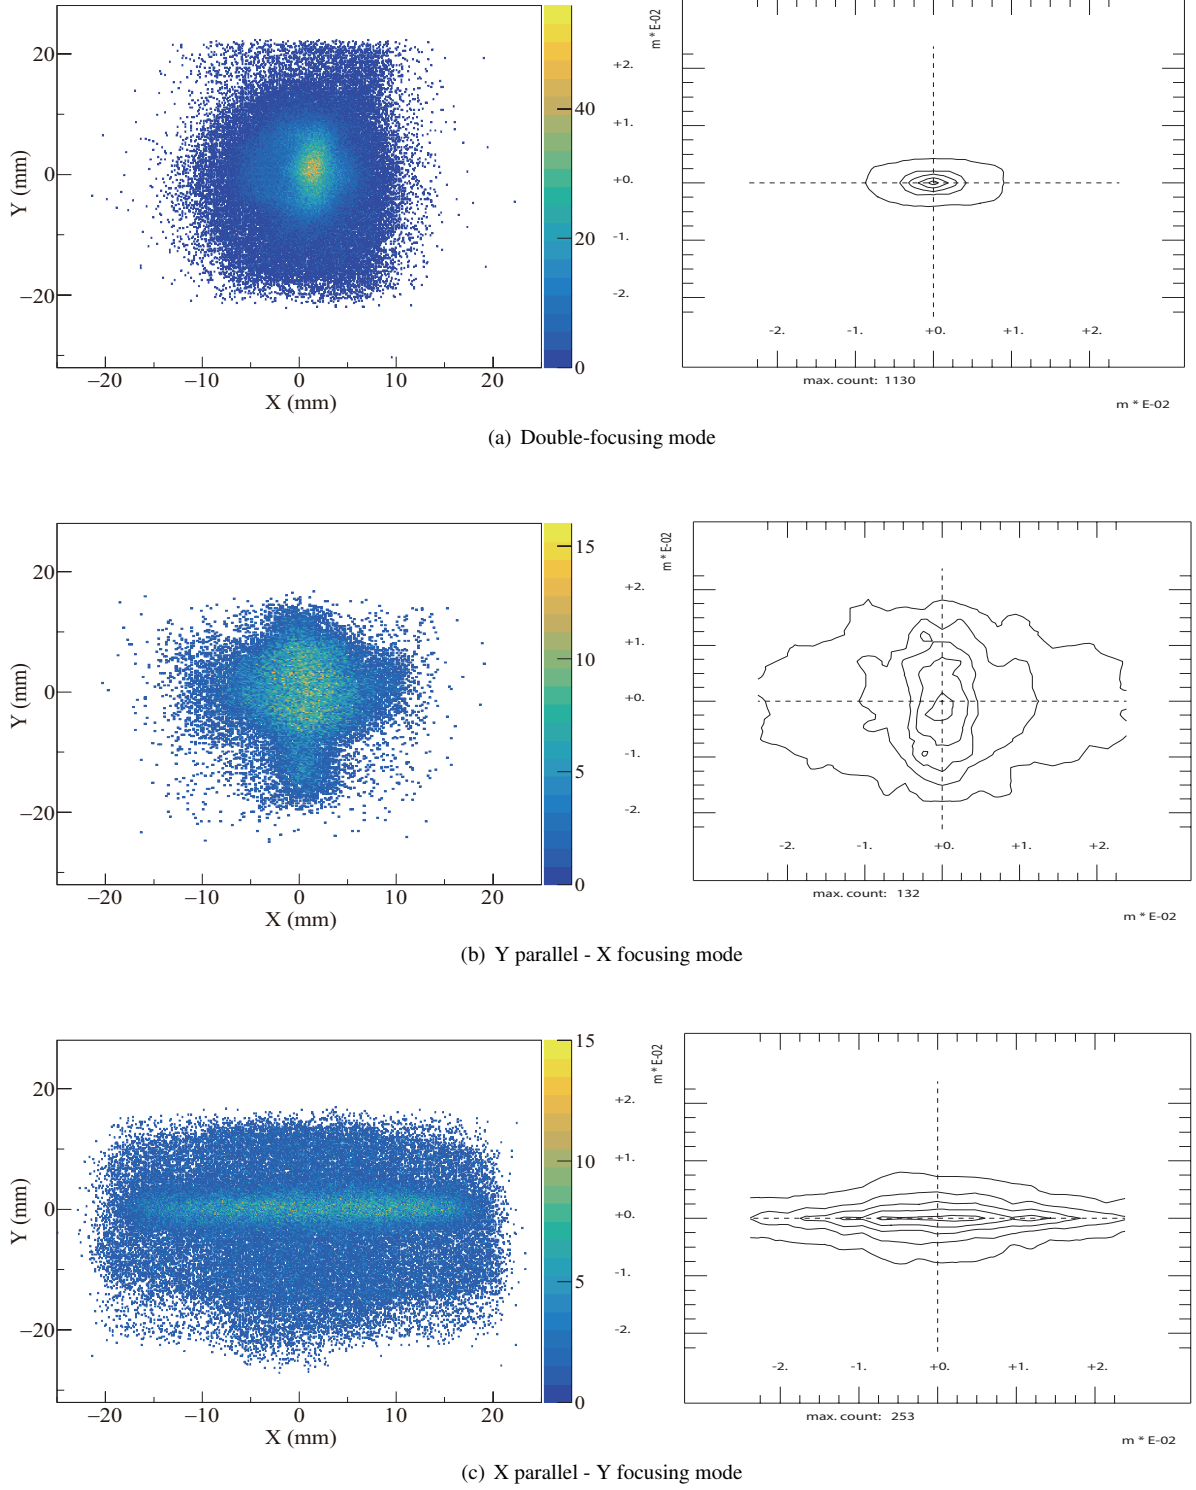 20
0
−20
Y (mm)
−20 −10 0 10 20
X (mm)
40
20
0
m * E-02
+2.
+1.
+0.
-1.
-2.
-2. -1. +0. +1. +2.
max. count: 1130
m * E-02
(a) Double-focusing mode
20
0
−20
Y (mm)
−20 −10 0 10 20
X (mm)
15
10
5
0
m * E-02
+2.
+1.
+0.
-1.
-2.
-2. -1. +0. +1. +2.
max. count: 132
m * E-02
(b) Y parallel - X focusing mode
20
0
−20
Y (mm)
−20 −10 0 10 20
X (mm)
15
10
5
0
m * E-02
+2.
+1.
+0.
-1.
-2.
-2. -1. +0. +1. +2.
max. count: 253
m * E-02
(c) X parallel - Y focusing mode